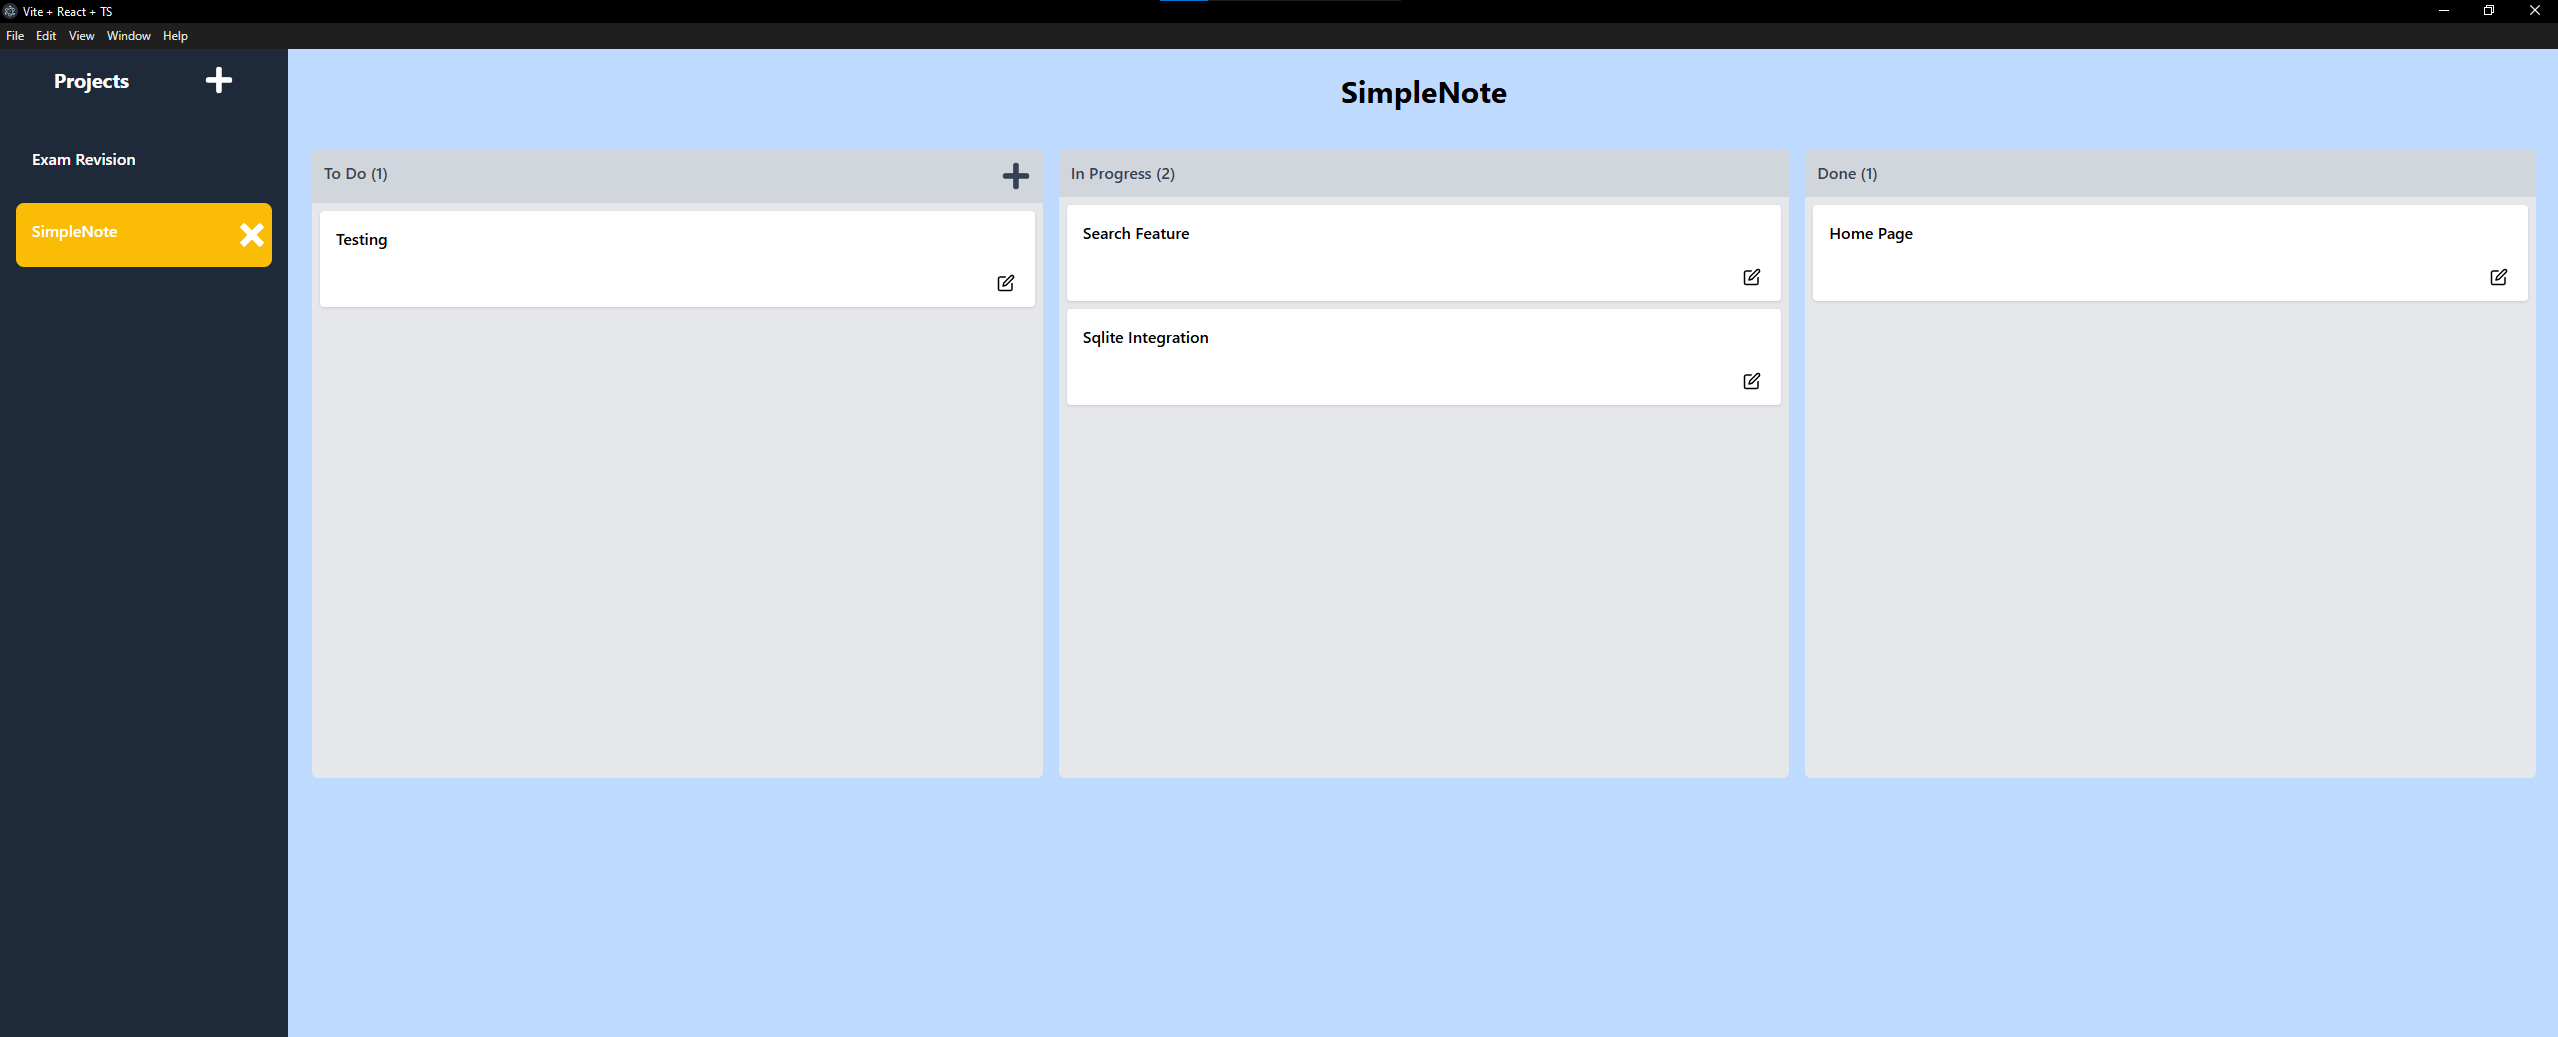 Vite + React + TS
File Edit View Window Help
Projects
Exam Revision
SimpleNote
SimpleNote
To Do (1)
Testing
In Progress (2)
Search Feature
Sqlite Integration
Done (1)
Home Page